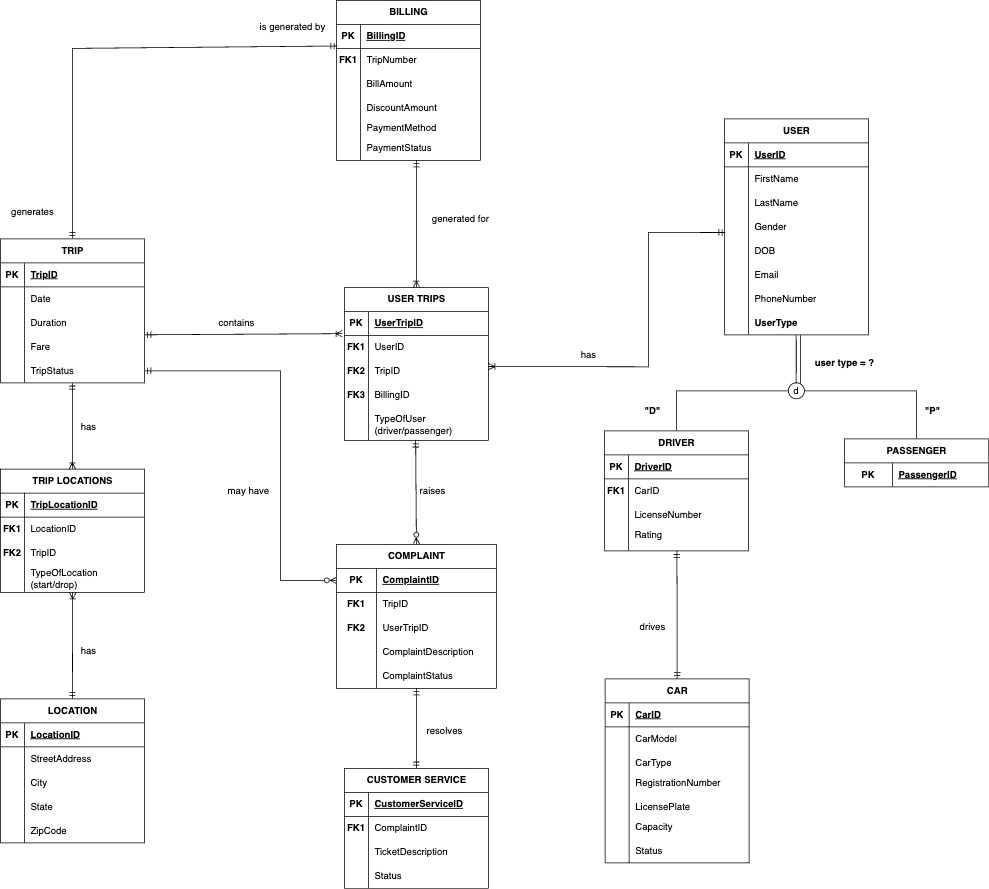 BILLING
PK BillingID
FK1 TripNumber
BillAmount
DiscountAmount
PaymentMethod
PaymentStatus
is generated by
generates
generated for
USER
PK UserID
FirstName
LastName
Gender
DOB
Email
PhoneNumber
UserType
TRIP
PK TripID
Date
Duration
Fare
TripStatus
contains
USER TRIPS
PK UserTripID
FK1 UserID
FK2 TripID
FK3 BillingID
TypeOfUser
(driver/passenger)
has
user type = ?
d
"D"
"P"
has
TRIP LOCATIONS
PK TripLocationID
FK1 LocationID
FK2 TripID
TypeOfLocation
(start/drop)
may have
raises
DRIVER
PK DriverID
FK1 CarID
LicenseNumber
Rating
PASSENGER
PK PassengerID
COMPLAINT
PK ComplaintID
FK1 TripID
FK2 UserTripID
ComplaintDescription
ComplaintStatus
has
drives
LOCATION
PK LocationID
StreetAddress
City
State
ZipCode
resolves
CUSTOMER SERVICE
PK CustomerServiceID
FK1 ComplaintID
TicketDescription
Status
CAR
PK CarID
CarModel
CarType
RegistrationNumber
LicensePlate
Capacity
Status